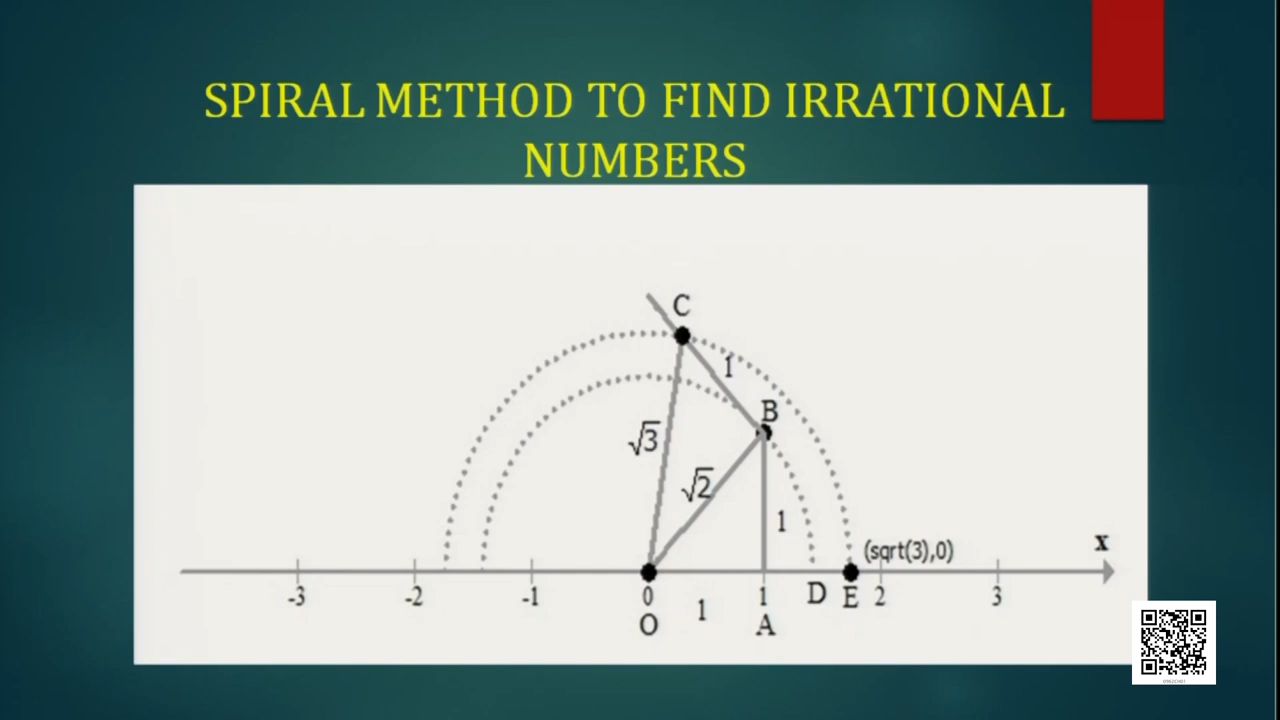 SPIRAL METHOD TO FIND IRRATIONAL
NUMBERS
C
1
B
√3
√2
1
(sqrt(3),0)
x
-3 -2 -1 0 1 D E 2 3
O 1 A